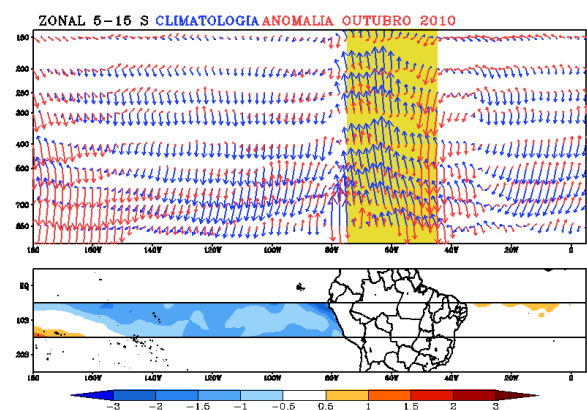 ZONAL 5-15 S CLIMATOLOGIA ANOMALIA OUTUBRO 2010
150
200
250
300
400
500
600
700
850
180 160W 140W 120W 100W 80W 60W 40W 20W 0
EQ
10S
20S
180 160W 140W 120W 100W 80W 60W 40W 20W 0
-3 -2 -1.5 -1 -0.5 0.5 1 1.5 2 3